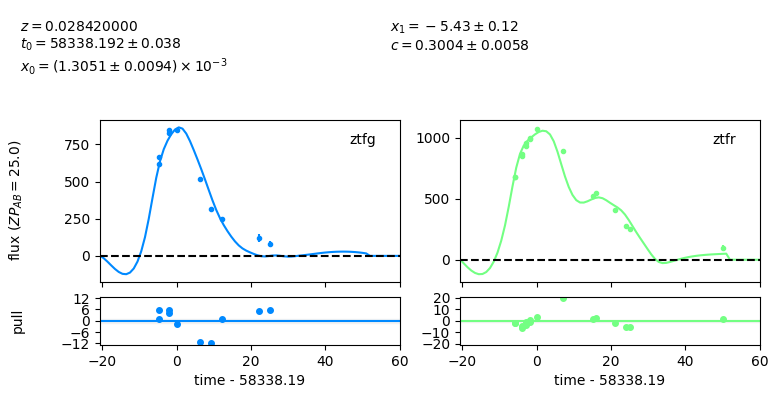 z = 0.028420000
t₀ = 58338.192 ± 0.038
x₀ = (1.3051 ± 0.0094) × 10⁻³
x₁ = −5.43 ± 0.12
c = 0.3004 ± 0.0058
flux (ZP_AB = 25.0)
ztfg
750
500
250
0
ztfr
1000
500
0
pull
12
6
0
−6
−12
−20 0 20 40 60
time - 58338.19
20
10
0
−10
−20
−20 0 20 40 60
time - 58338.19